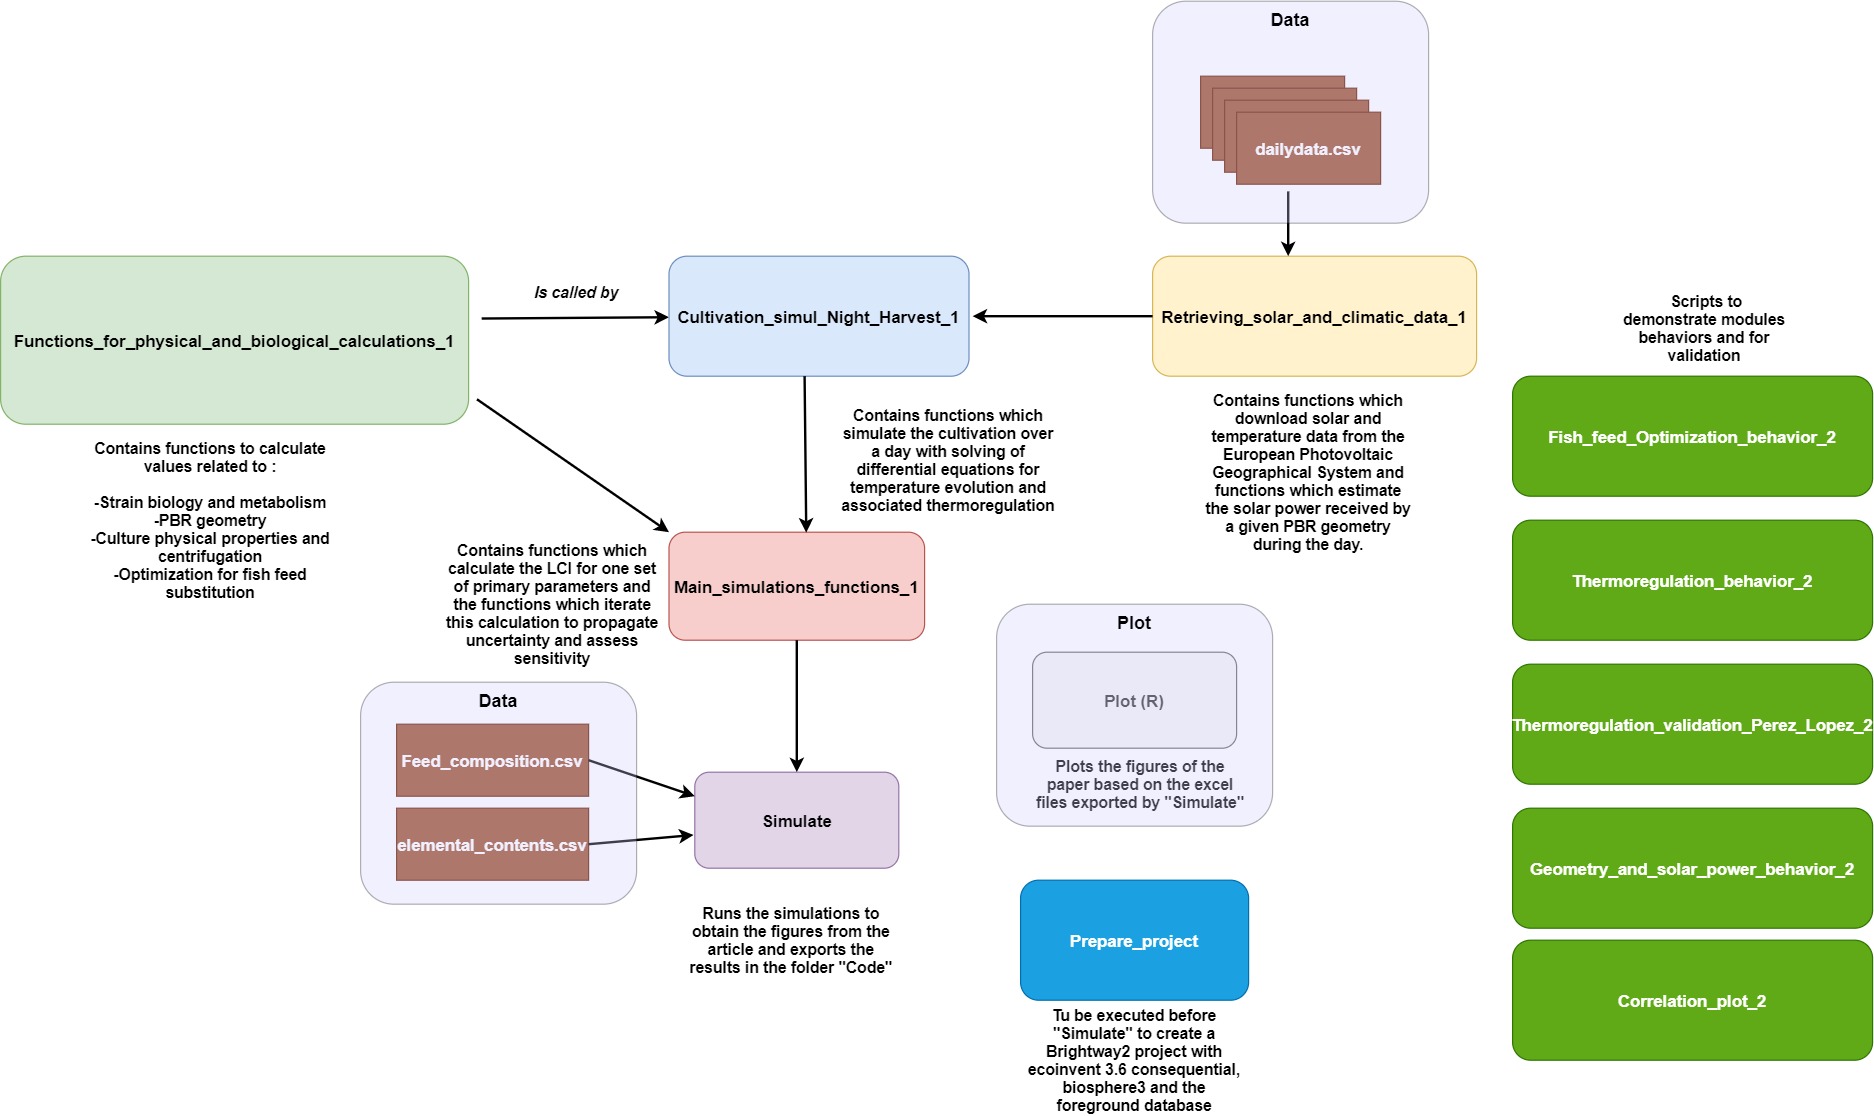 Data
dailydata.csv
Is called by
Functions_for_physical_and_biological_calculations_1
Cultivation_simul_Night_Harvest_1
Retrieving_solar_and_climatic_data_1
Contains functions to calculate
values related to :
-Strain biology and metabolism
-PBR geometry
-Culture physical properties and
centrifugation
-Optimization for fish feed
substitution
Contains functions which
simulate the cultivation over
a day with solving of
differential equations for
temperature evolution and
associated thermoregulation
Contains functions which
download solar and
temperature data from the
European Photovoltaic
Geographical System and
functions which estimate
the solar power received by
a given PBR geometry
during the day.
Contains functions which
calculate the LCI for one set
of primary parameters and
the functions which iterate
this calculation to propagate
uncertainty and assess
sensitivity
Main_simulations_functions_1
Data
Feed_composition.csv
elemental_contents.csv
Simulate
Runs the simulations to
obtain the figures from the
article and exports the
results in the folder "Code"
Plot
Plot (R)
Plots the figures of the
paper based on the excel
files exported by "Simulate"
Prepare_project
Tu be executed before
"Simulate" to create a
Brightway2 project with
ecoinvent 3.6 consequential,
biosphere3 and the
foreground database
Scripts to
demonstrate modules
behaviors and for
validation
Fish_feed_Optimization_behavior_2
Thermoregulation_behavior_2
Thermoregulation_validation_Perez_Lopez_2
Geometry_and_solar_power_behavior_2
Correlation_plot_2